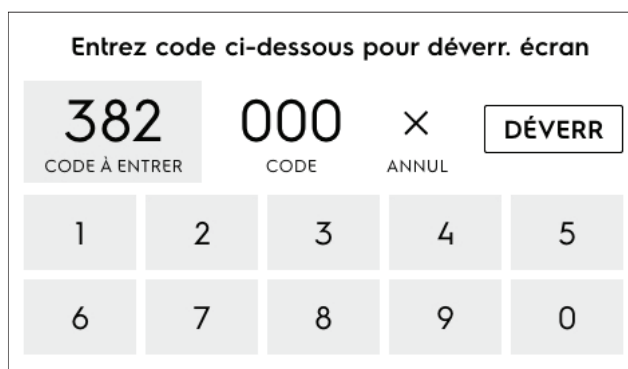 Entrez code ci-dessous pour déverr. écran
382 000 × DÉVERR
CODE À ENTRER CODE ANNUL
1 2 3 4 5
6 7 8 9 0